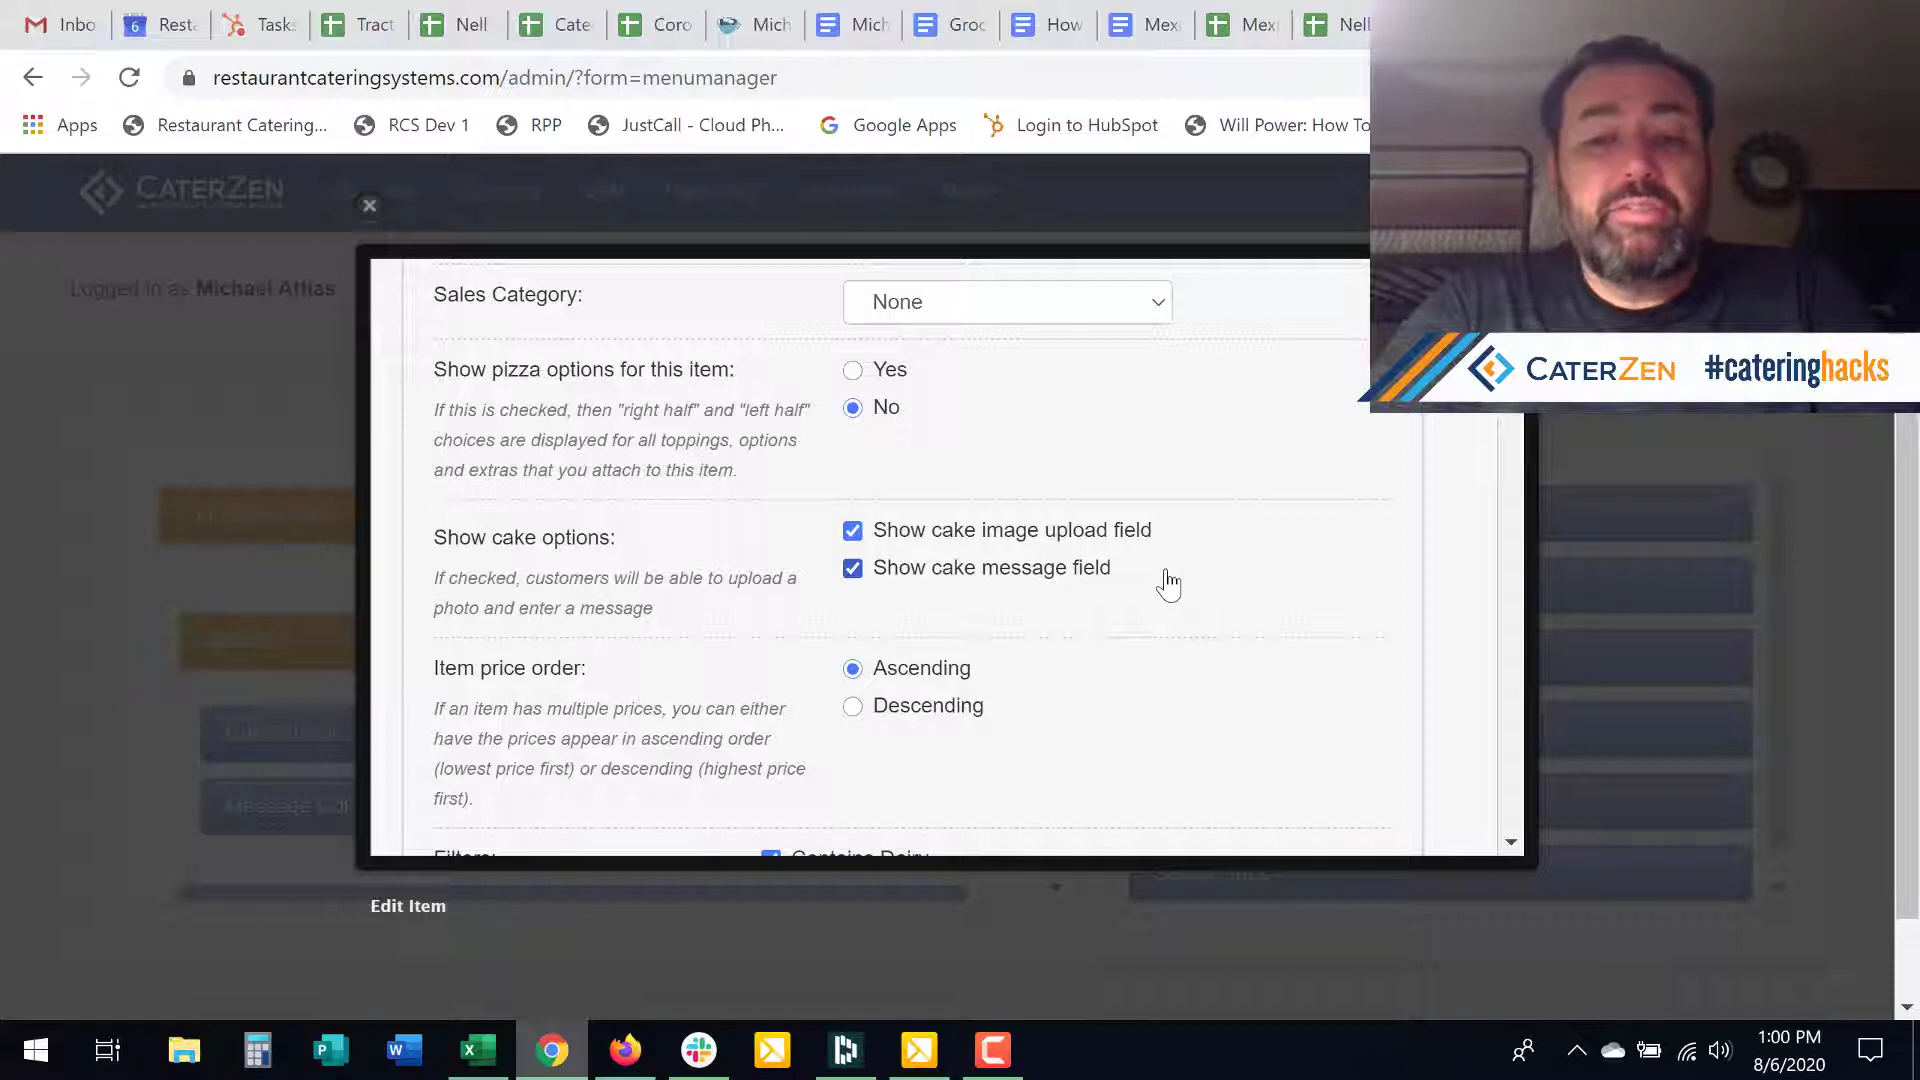 Inbo
Resta
Tasks
Tract
Nell
Cate
Coro
Mich
Mich
Groc
How
Mex
Mex
Nell
restaurantcateringsystems.com/admin/?form=menumanager
Apps
Restaurant Catering...
RCS Dev 1
RPP
JustCall - Cloud Ph...
Google Apps
Login to HubSpot
Will Power: How To
CATERZEN
Logged in as Michael Attias
Sales Category:
None
Show pizza options for this item:
Yes
No
If this is checked, then "right half" and "left half"
choices are displayed for all toppings, options
and extras that you attach to this item.
Show cake options:
Show cake image upload field
Show cake message field
If checked, customers will be able to upload a
photo and enter a message
Item price order:
Ascending
Descending
If an item has multiple prices, you can either
have the prices appear in ascending order
(lowest price first) or descending (highest price
first).
Filters:
Contains Dairy
Edit Item
CATERZEN
#cateringhacks
1:00 PM
8/6/2020